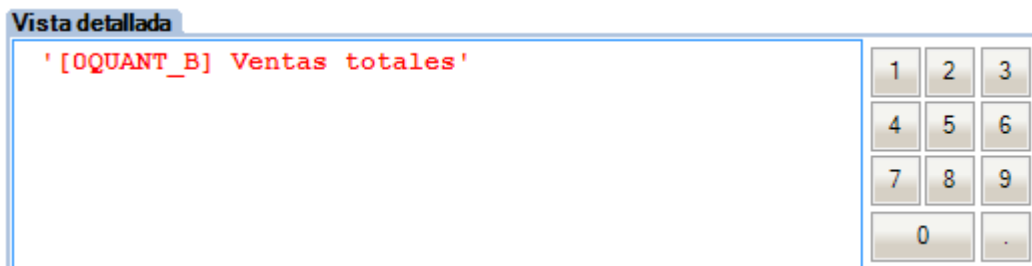 Vista detallada
'[0QUANT_B] Ventas totales'
1 2 3
4 5 6
7 8 9
0 .